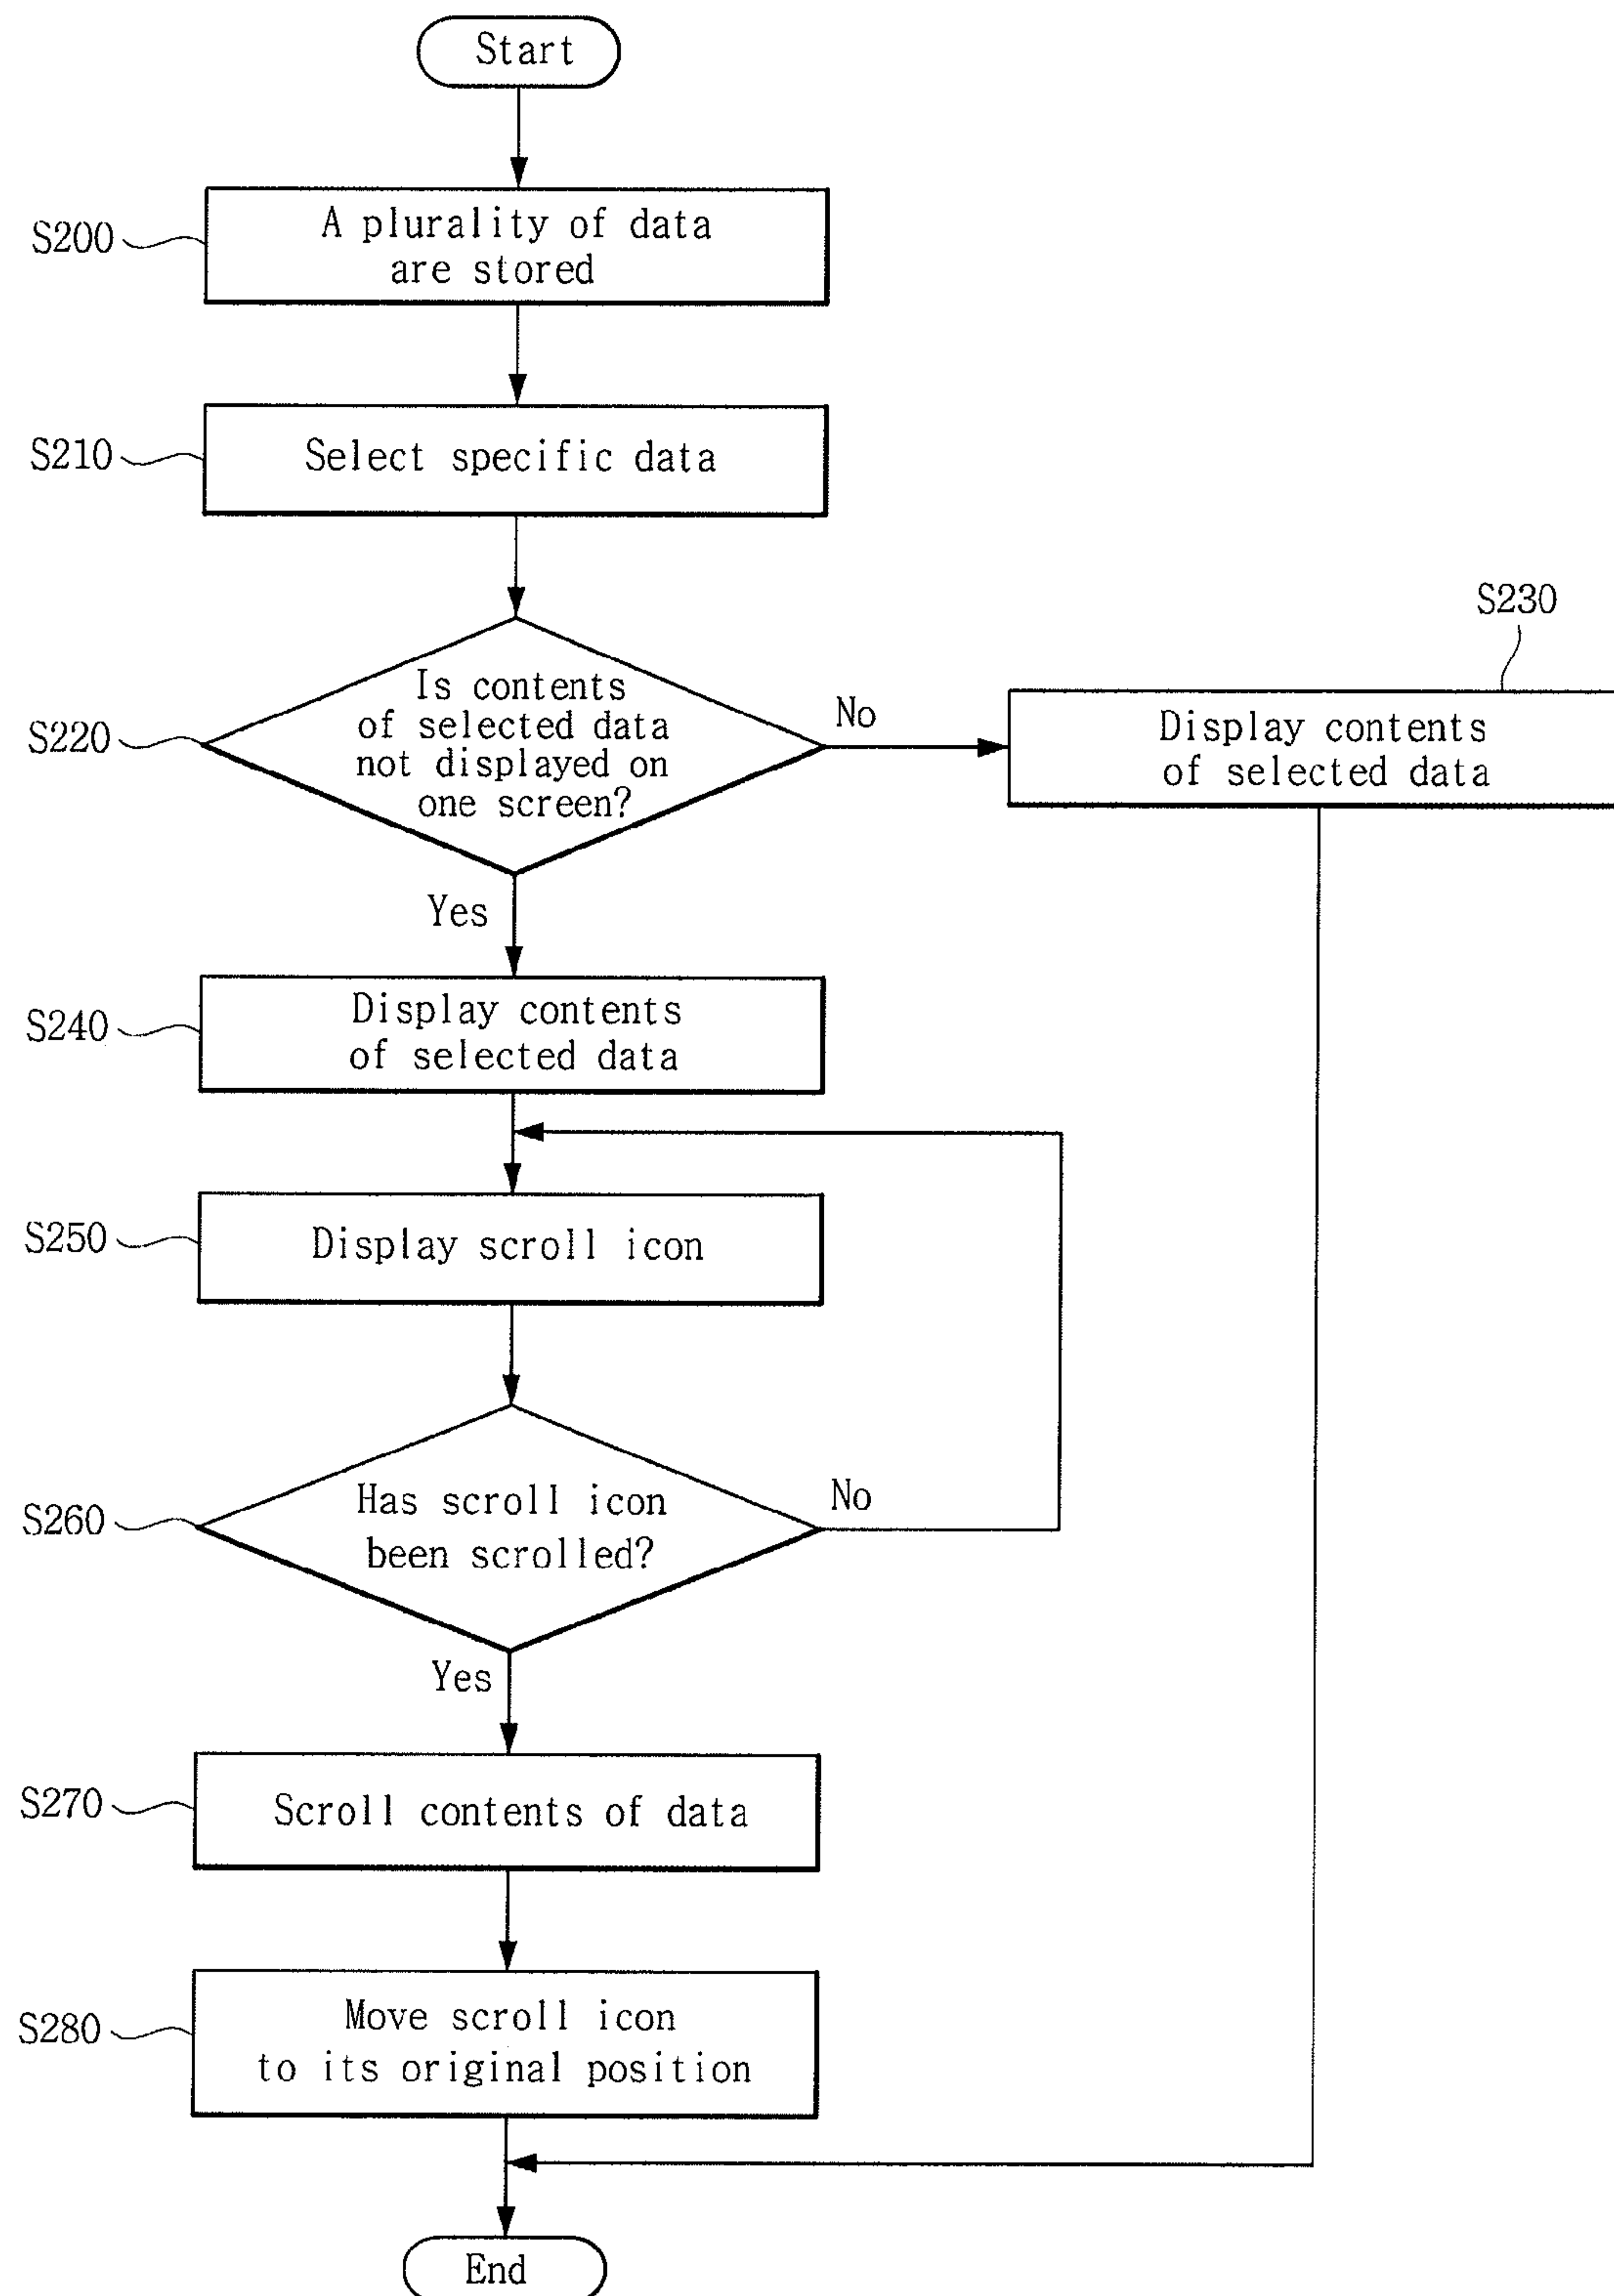 Start
S200
A plurality of data
are stored
S210
Select specific data
S220
Is contents
of selected data
not displayed on
one screen?
No
S230
Display contents
of selected data
Yes
S240
Display contents
of selected data
S250
Display scroll icon
S260
Has scroll icon
been scrolled?
No
Yes
S270
Scroll contents of data
S280
Move scroll icon
to its original position
End